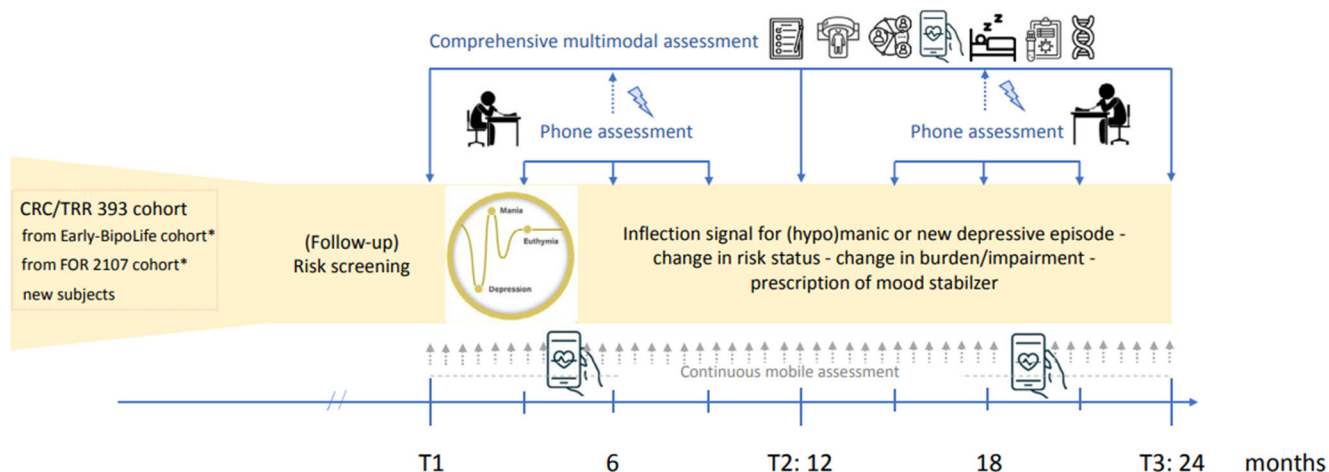 Comprehensive multimodal assessment
z z z
Phone assessment
Phone assessment
CRC/TRR 393 cohort
from Early-BipoLife cohort*
from FOR 2107 cohort*
new subjects
(Follow-up)
Risk screening
Mania
Euthymia
Depression
Inflection signal for (hypo)manic or new depressive episode -
change in risk status - change in burden/impairment -
prescription of mood stabilzer
Continuous mobile assessment
//
T1 6 T2: 12 18 T3: 24 months